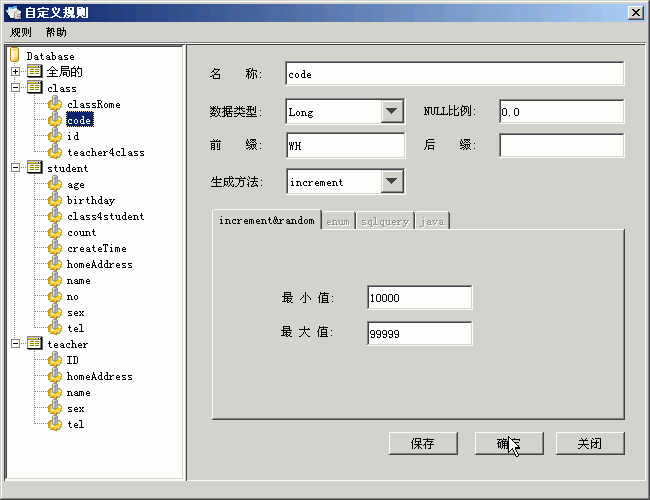 自定义规则
规则 帮助
Database
全局的
class
classRome
code
id
teacher4class
student
age
birthday
class4student
count
createTime
homeAddress
name
no
sex
tel
teacher
ID
homeAddress
name
sex
tel
名 称: code
数据类型: Long NULL比例: 0.0
前 缀: WH 后 缀:
生成方法: increment
increment&random enum sqlquery java
最 小 值: 10000
最 大 值: 99999
保存 确定 关闭